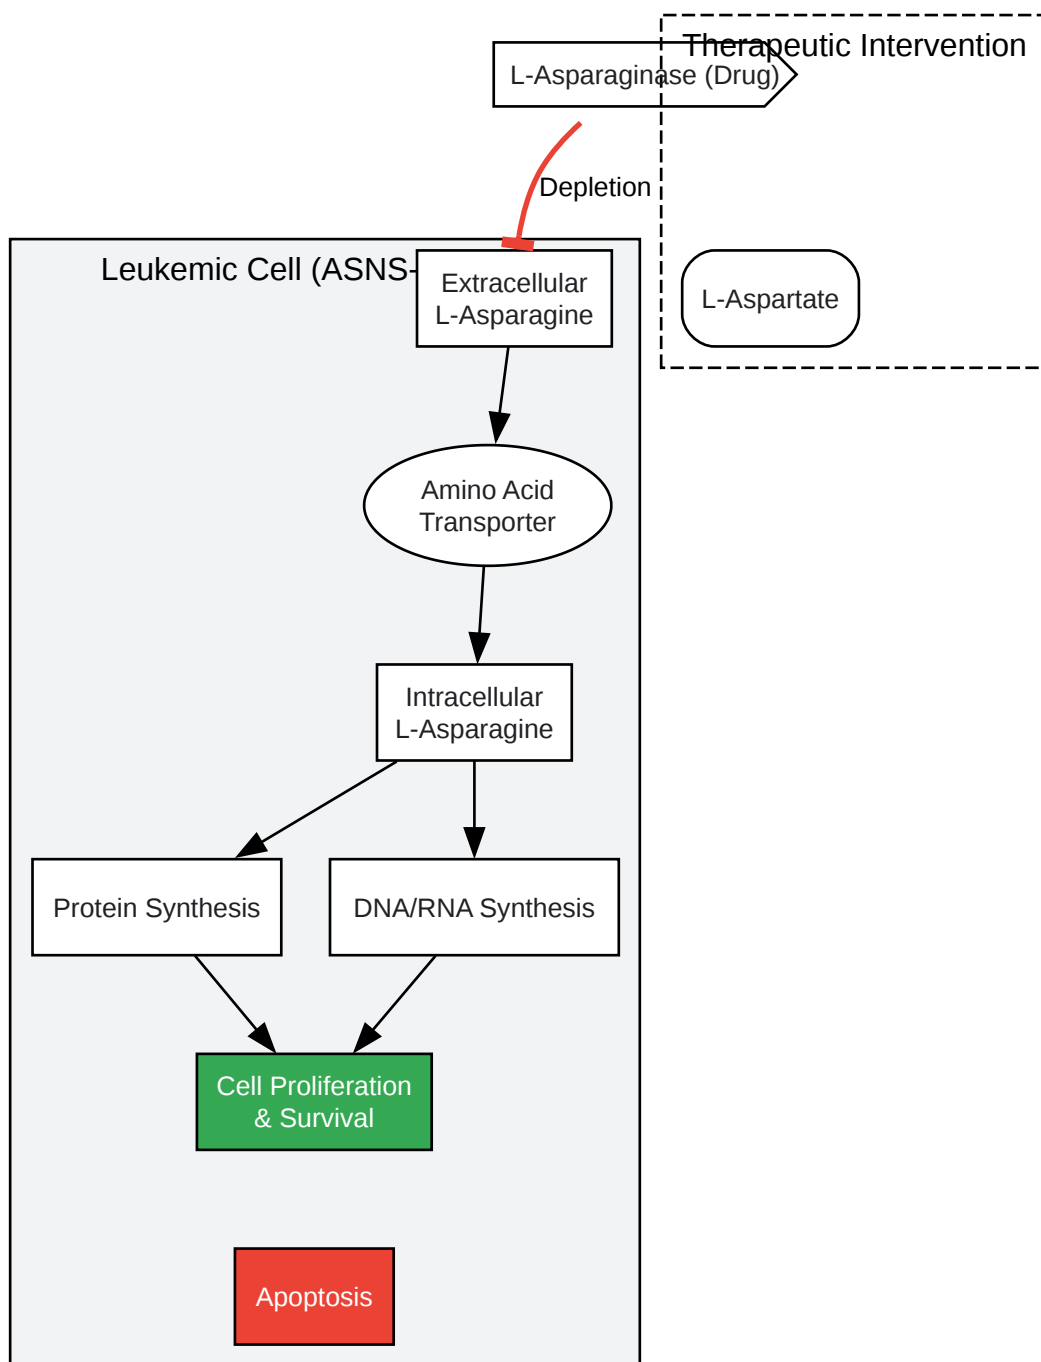 Therapeutic Intervention
L-Asparaginase (Drug)
Depletion
Leukemic Cell (ASNS-
Extracellular
L-Asparagine
L-Aspartate
Amino Acid
Transporter
Intracellular
L-Asparagine
Protein Synthesis
DNA/RNA Synthesis
Cell Proliferation
& Survival
Apoptosis